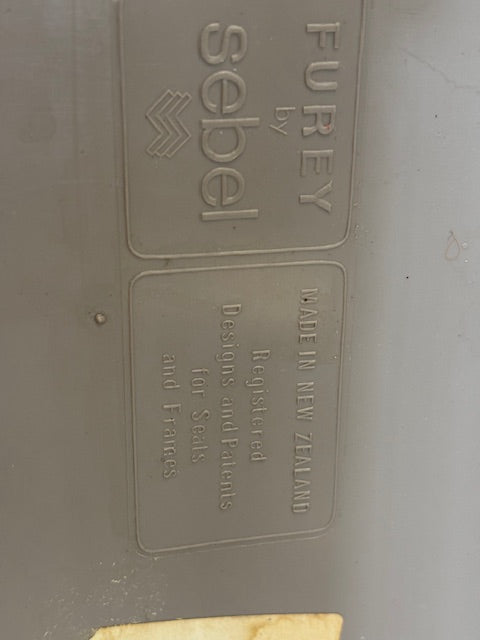 FUREY
by
sebel
MADE IN NEW ZEALAND
Registered
Designs and Patents
for Seats
and Frames